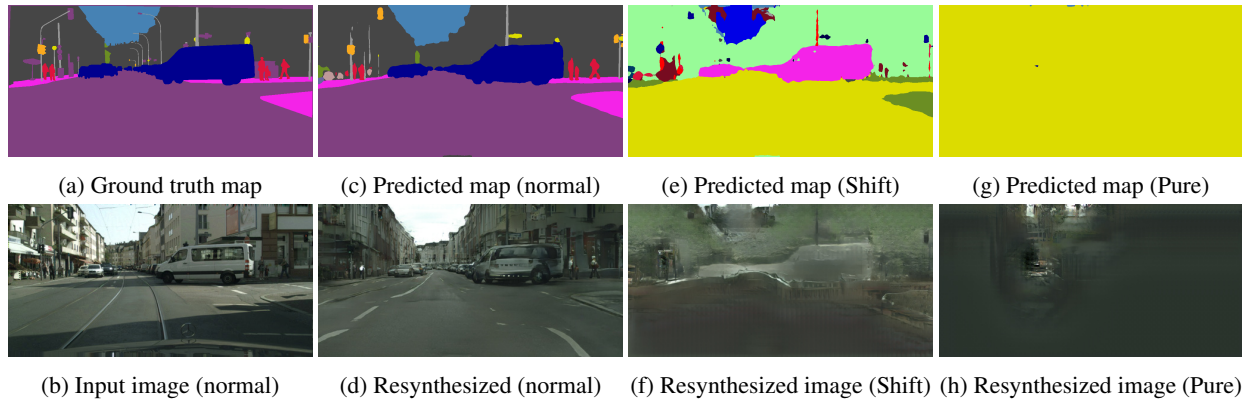 (a) Ground truth map
(c) Predicted map (normal)
(e) Predicted map (Shift)
(g) Predicted map (Pure)
(b) Input image (normal)
(d) Resynthesized (normal)
(f) Resynthesized image (Shift)
(h) Resynthesized image (Pure)